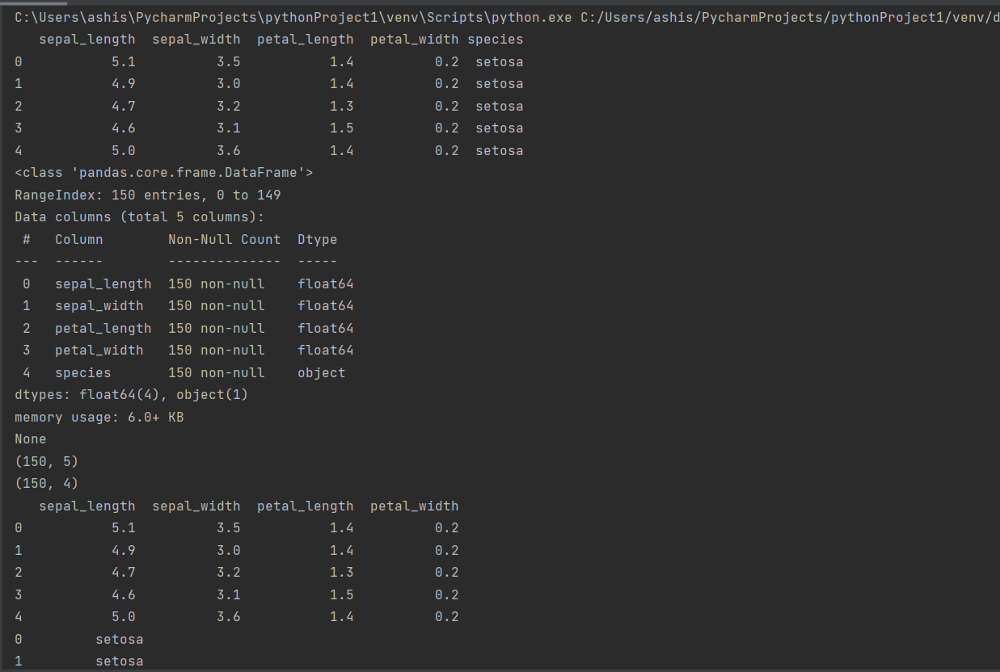 C:\Users\ashis\PycharmProjects\pythonProject1\venv\Scripts\python.exe C:/Users/ashis/PycharmProjects/pythonProject1/venv/d
   sepal_length  sepal_width  petal_length  petal_width species
0           5.1          3.5           1.4          0.2  setosa
1           4.9          3.0           1.4          0.2  setosa
2           4.7          3.2           1.3          0.2  setosa
3           4.6          3.1           1.5          0.2  setosa
4           5.0          3.6           1.4          0.2  setosa
<class 'pandas.core.frame.DataFrame'>
RangeIndex: 150 entries, 0 to 149
Data columns (total 5 columns):
 #   Column        Non-Null Count  Dtype
---  ------        --------------  -----
 0   sepal_length  150 non-null    float64
 1   sepal_width   150 non-null    float64
 2   petal_length  150 non-null    float64
 3   petal_width   150 non-null    float64
 4   species       150 non-null    object
dtypes: float64(4), object(1)
memory usage: 6.0+ KB
None
(150, 5)
(150, 4)
   sepal_length  sepal_width  petal_length  petal_width
0           5.1          3.5           1.4          0.2
1           4.9          3.0           1.4          0.2
2           4.7          3.2           1.3          0.2
3           4.6          3.1           1.5          0.2
4           5.0          3.6           1.4          0.2
0         setosa
1         setosa